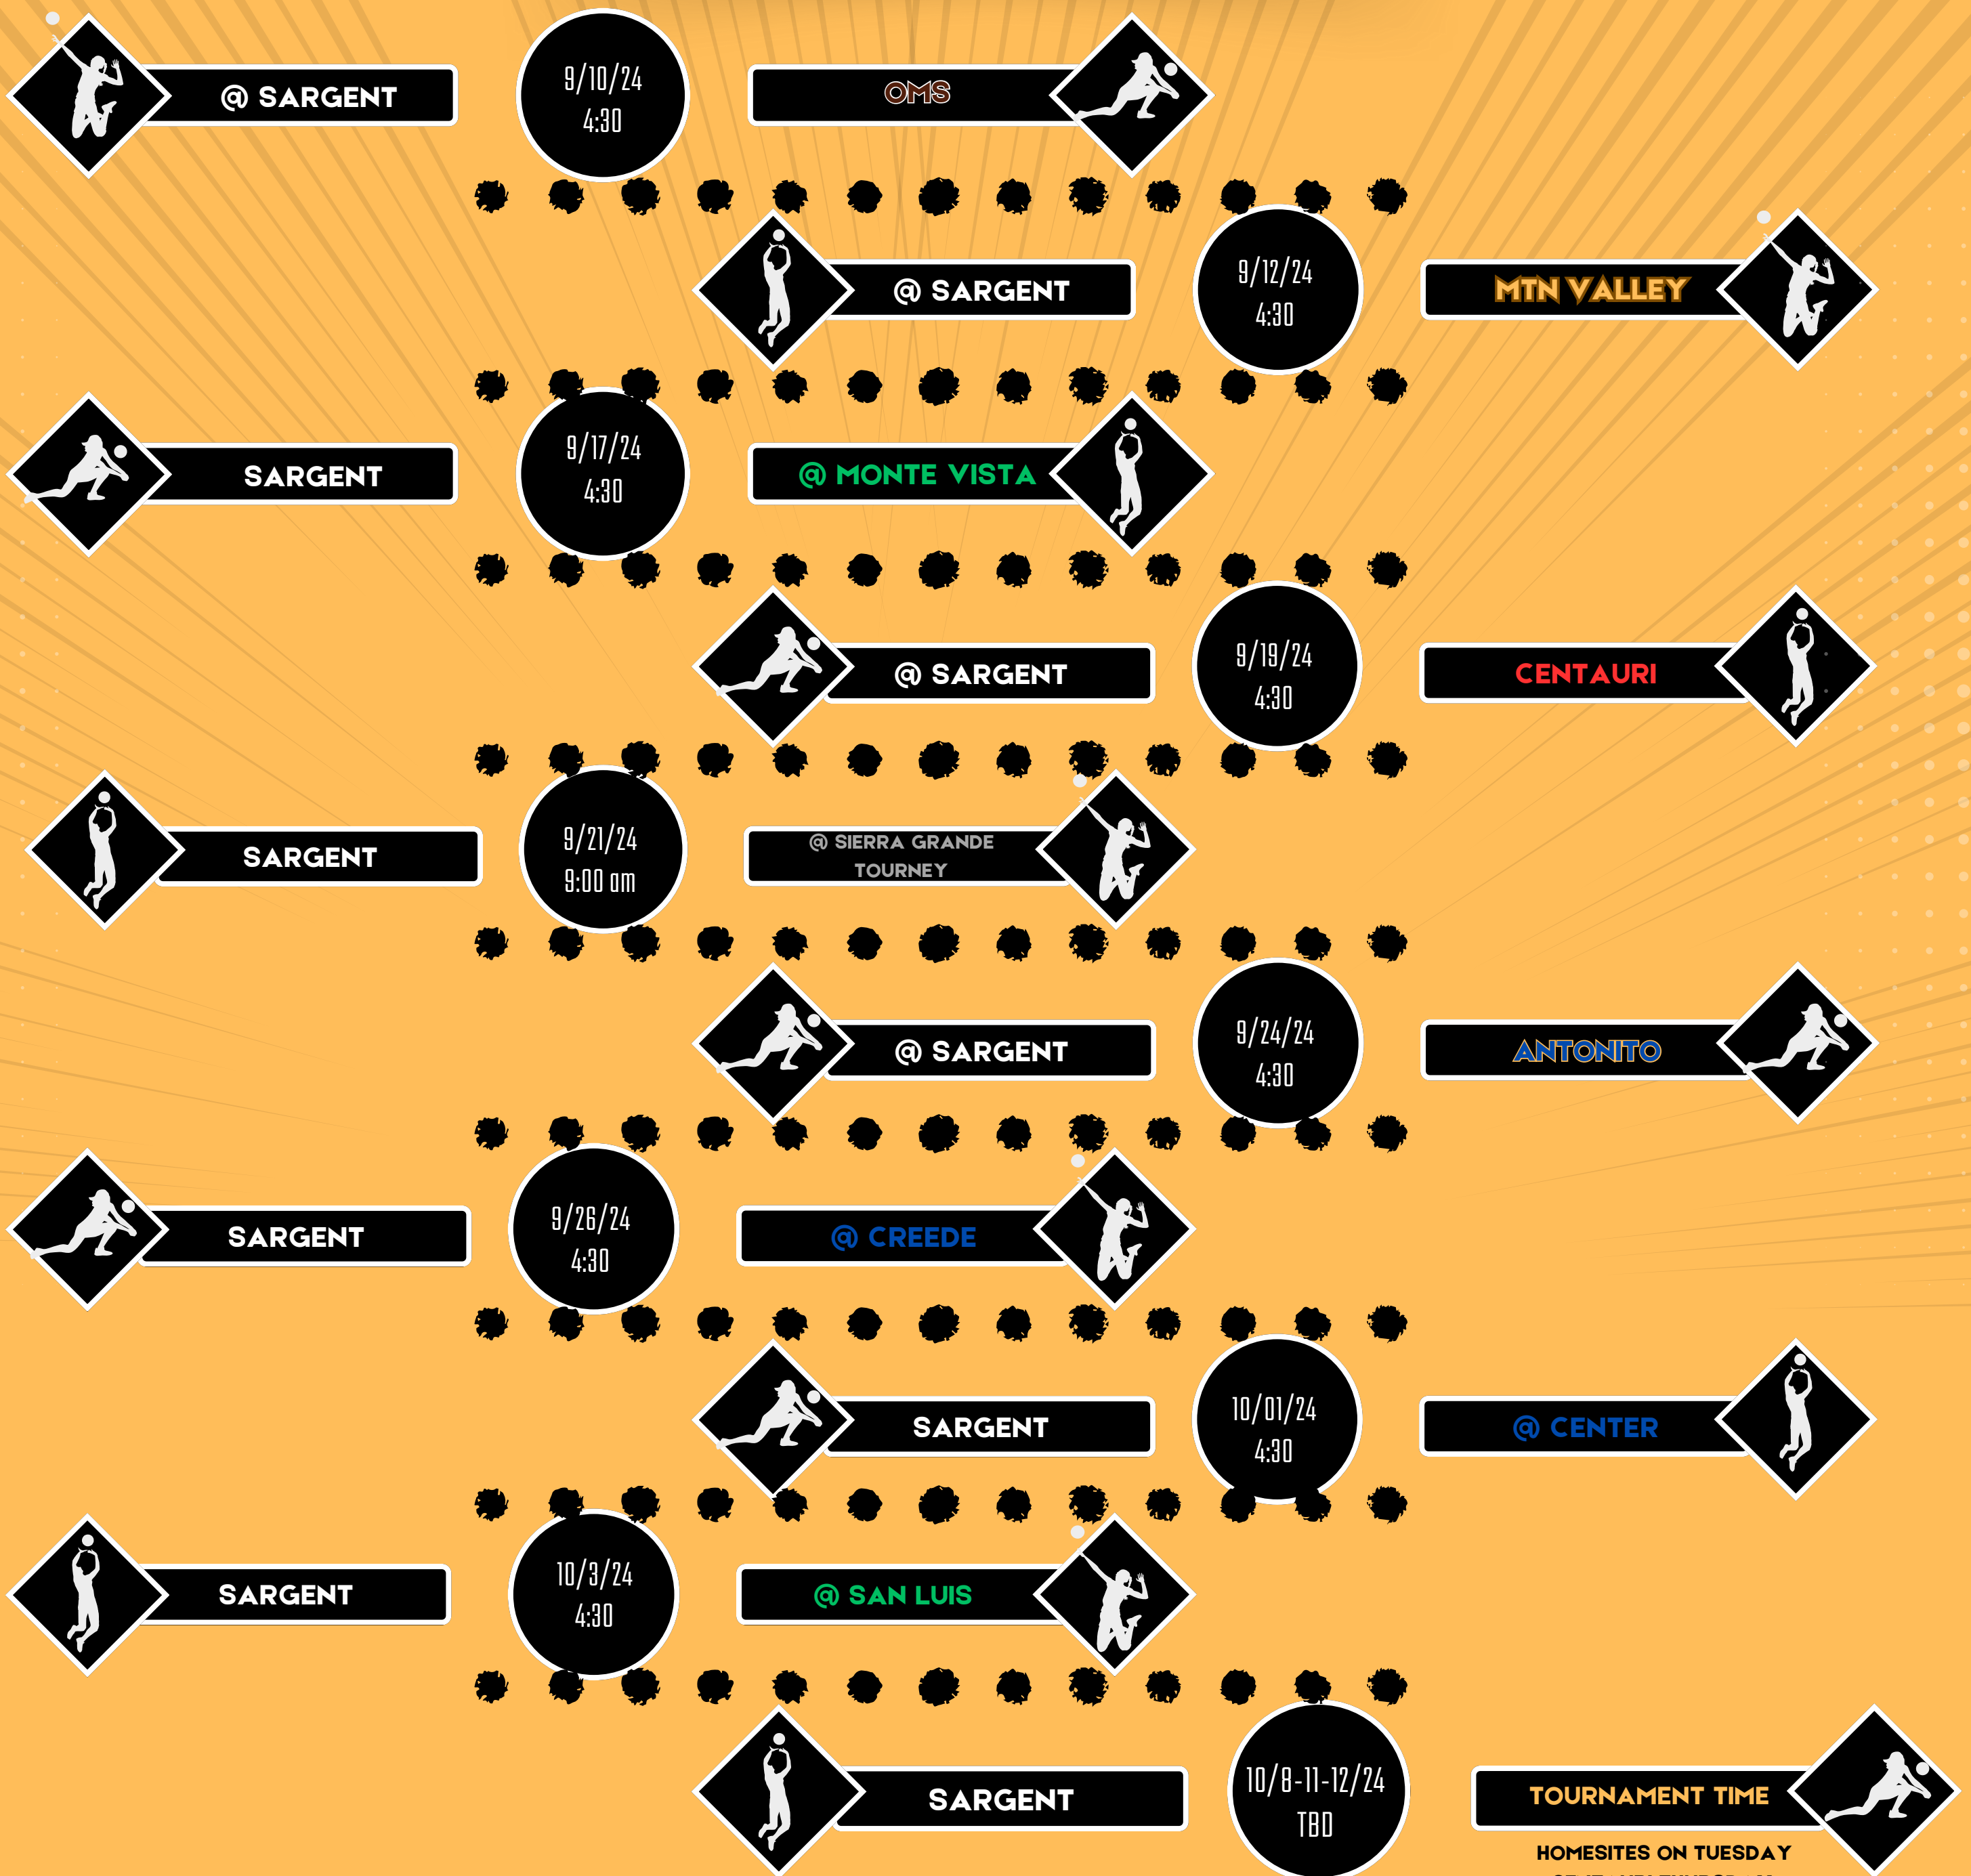 @ SARGENT
9/10/24
4:30
OMS
@ SARGENT
9/12/24
4:30
MTN VALLEY
SARGENT
9/17/24
4:30
@ MONTE VISTA
@ SARGENT
9/19/24
4:30
CENTAURI
SARGENT
9/21/24
9:00 am
@ SIERRA GRANDE
TOURNEY
@ SARGENT
9/24/24
4:30
ANTONITO
SARGENT
9/26/24
4:30
@ CREEDE
SARGENT
10/01/24
4:30
@ CENTER
SARGENT
10/3/24
4:30
@ SAN LUIS
SARGENT
10/8-11-12/24
TBD
TOURNAMENT TIME
HOMESITES ON TUESDAY